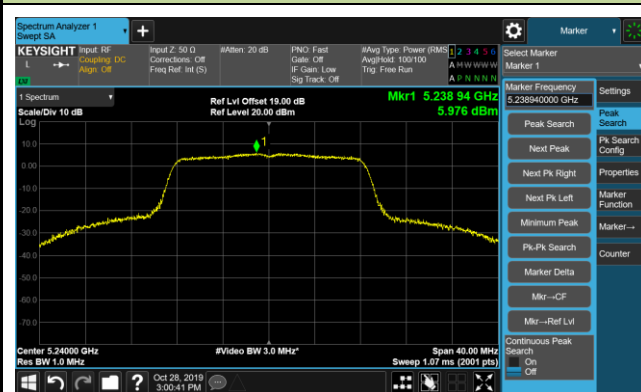 Spectrum Analyzer 1
Swept SA
+
Marker
KEYSIGHT
L
Input: RF
Coupling: DC
Align: Off
Input Z: 50 Ω
Corrections: Off
Freq Ref: Int (S)
#Atten: 20 dB
PNO: Fast
Gate: Off
IF Gain: Low
Sig Track: Off
#Avg Type: Power (RMS
Avg|Hold: 100/100
Trig: Free Run
1 2 3 4 5 6
A W W W W W
A P N N N N
Select Marker
Marker 1
1 Spectrum
Scale/Div 10 dB
Log
Ref Lvl Offset 19.00 dB
Ref Level 20.00 dBm
Mkr1 5.238 94 GHz
5.976 dBm
1
10.0
0.00
-10.0
-20.0
-30.0
-40.0
-50.0
-60.0
-70.0
Center 5.24000 GHz
Res BW 1.0 MHz
#Video BW 3.0 MHz*
Span 40.00 MHz
Sweep 1.07 ms (2001 pts)
Marker Frequency
5.238940000 GHz
Peak Search
Next Peak
Next Pk Right
Next Pk Left
Minimum Peak
Pk-Pk Search
Marker Delta
Mkr→CF
Mkr→Ref Lvl
Continuous Peak
Search
On
Off
Settings
Peak
Search
Pk Search
Config
Properties
Marker
Function
Marker→
Counter
?
Oct 28, 2019
3:00:41 PM